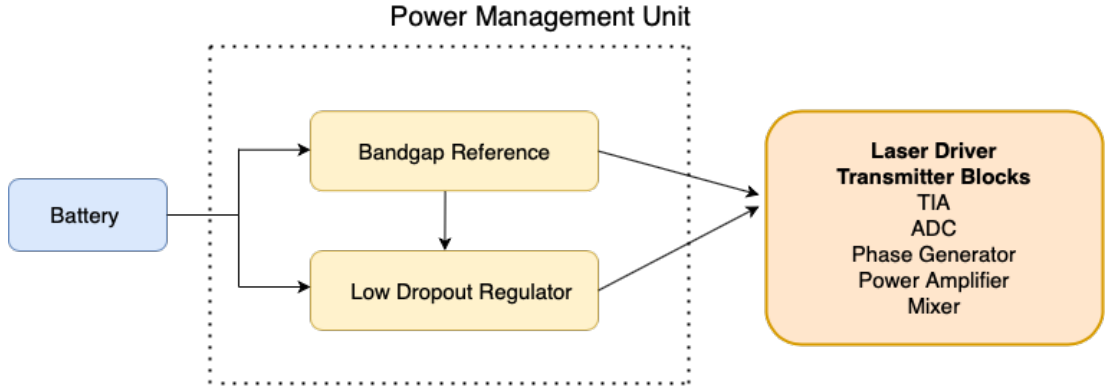 Power Management Unit
Battery
Bandgap Reference
Low Dropout Regulator
Laser Driver
Transmitter Blocks
TIA
ADC
Phase Generator
Power Amplifier
Mixer